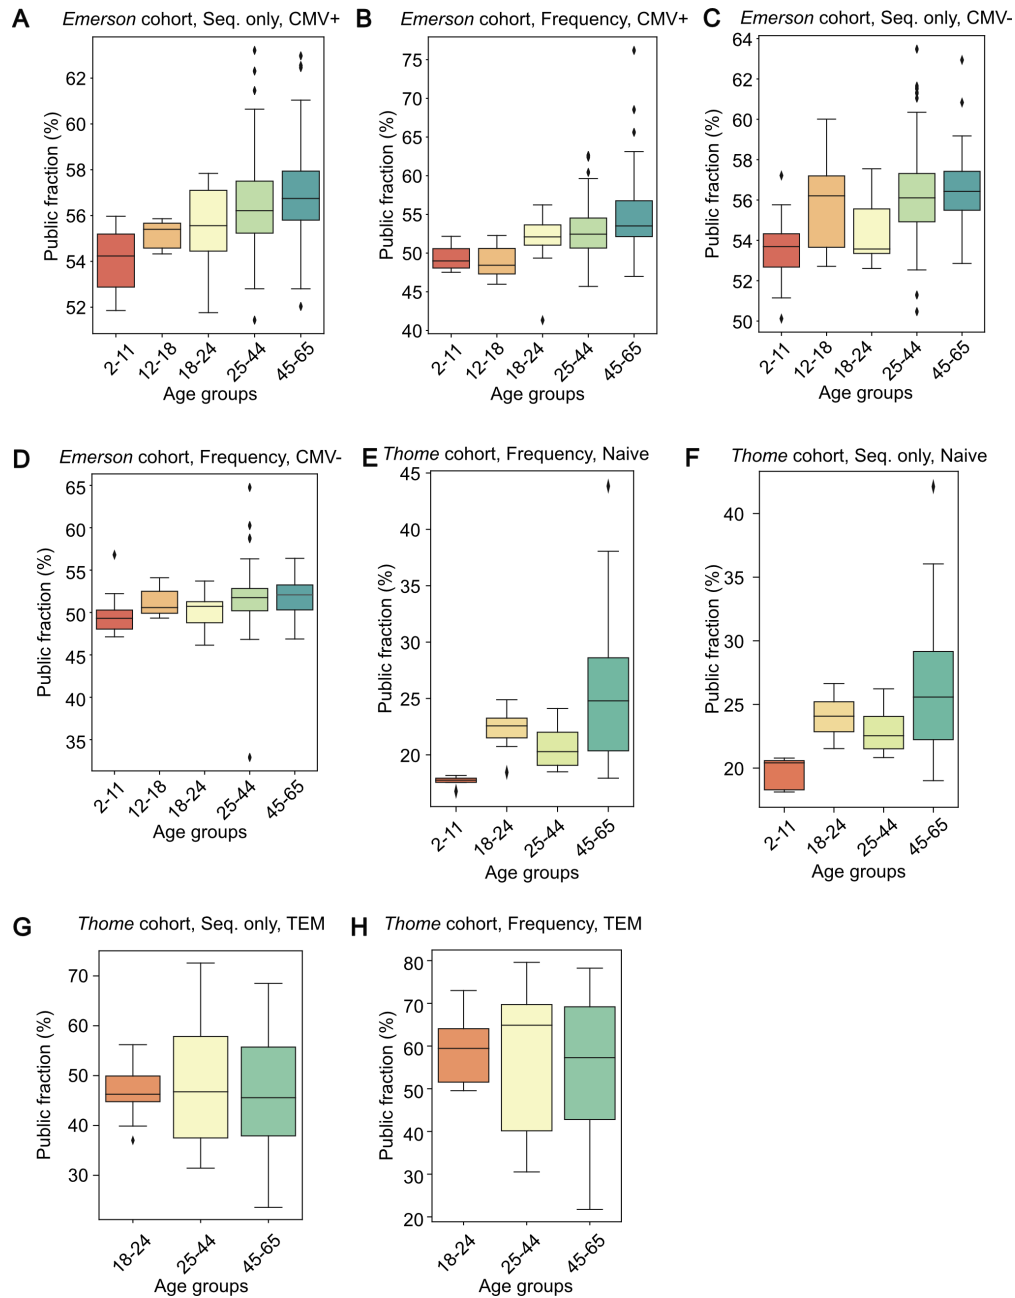 A Emerson cohort, Seq. only, CMV+
Public fraction (%)
62
60
58
56
54
52
2-11 12-18 18-24 25-44 45-65
Age groups
B Emerson cohort, Frequency, CMV+
Public fraction (%)
75
70
65
60
55
50
45
40
2-11 12-18 18-24 25-44 45-65
Age groups
C Emerson cohort, Seq. only, CMV-
Public fraction (%)
64
62
60
58
56
54
52
50
2-11 12-18 18-24 25-44 45-65
Age groups
D Emerson cohort, Frequency, CMV-
Public fraction (%)
65
60
55
50
45
40
35
2-11 12-18 18-24 25-44 45-65
Age groups
E Thome cohort, Frequency, Naive
Public fraction (%)
45
40
35
30
25
20
2-11 18-24 25-44 45-65
Age groups
F Thome cohort, Seq. only, Naive
Public fraction (%)
40
35
30
25
20
2-11 18-24 25-44 45-65
Age groups
G Thome cohort, Seq. only, TEM
Public fraction (%)
70
60
50
40
30
18-24 25-44 45-65
Age groups
H Thome cohort, Frequency, TEM
Public fraction (%)
80
70
60
50
40
30
20
18-24 25-44 45-65
Age groups